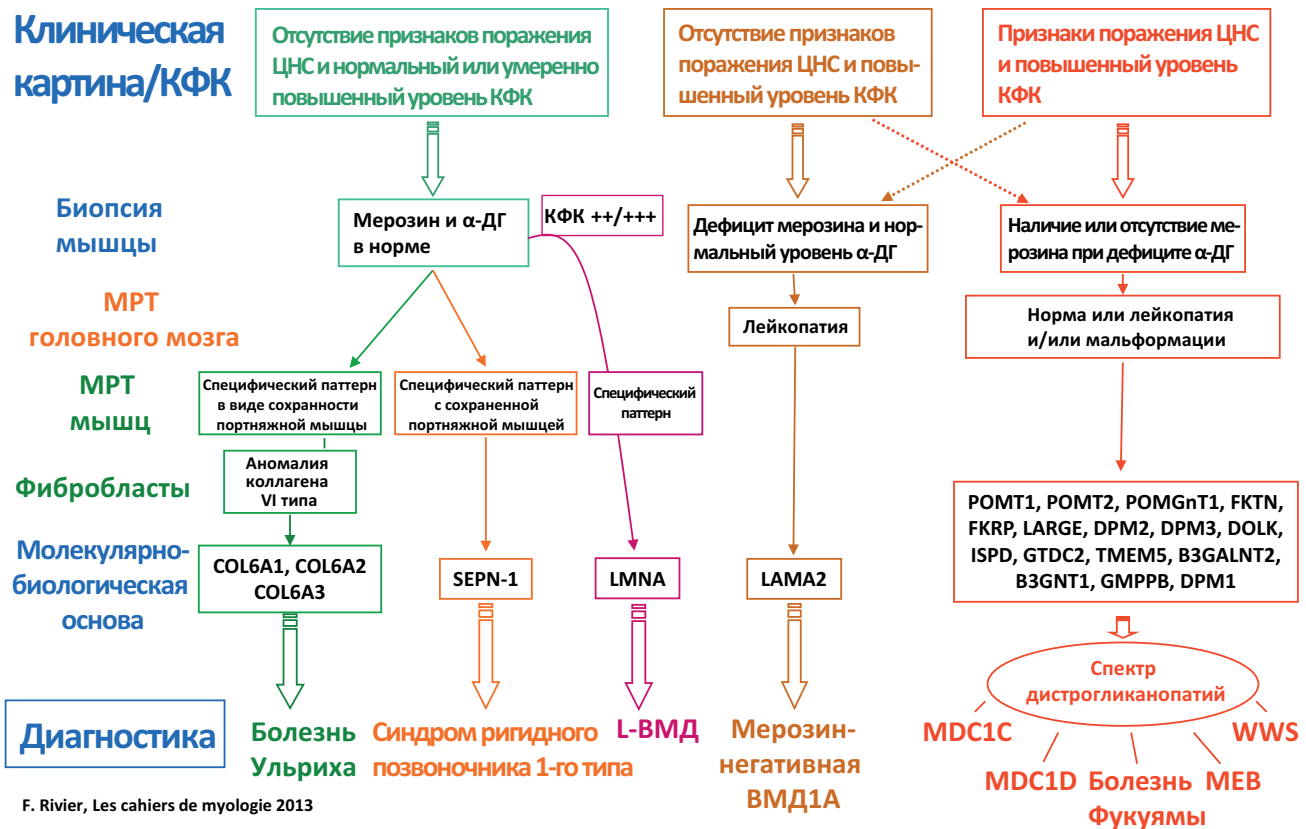 Клиническая
картина/КФК
Отсутствие признаков поражения
ЦНС и нормальный или умеренно
повышенный уровень КФК
Отсутствие признаков
поражения ЦНС и повы-
шенный уровень КФК
Признаки поражения ЦНС
и повышенный уровень
КФК
Биопсия
мышцы
Мерозин и α-ДГ
в норме
КФК ++/+++
Дефицит мерозина и нор-
мальный уровень α-ДГ
Наличие или отсутствие ме-
розина при дефиците α-ДГ
МРТ
головного мозга
Лейкопатия
Норма или лейкопатия
и/или мальформации
МРТ
мышц
Специфический паттерн
в виде сохранности
портняжной мышцы
Специфический паттерн
с сохраненной
портняжной мышцей
Специфический
паттерн
Фибробласты
Аномалия
коллагена
VI типа
Молекулярно-
биологическая
основа
COL6A1, COL6A2
COL6A3
SEPN-1
LMNA
LAMA2
POMT1, POMT2, POMGnT1, FKTN,
FKRP, LARGE, DPM2, DPM3, DOLK,
ISPD, GTDC2, TMEM5, B3GALNT2,
B3GNT1, GMPPB, DPM1
Спектр
дистрогликанопатий
Диагностика
Болезнь
Ульриха
Синдром ригидного
позвоночника 1-го типа
L-ВМД
Мерозин-
негативная
ВМД1А
MDC1C
WWS
MDC1D
Болезнь
Фукуямы
MEB
F. Rivier, Les cahiers de myologie 2013